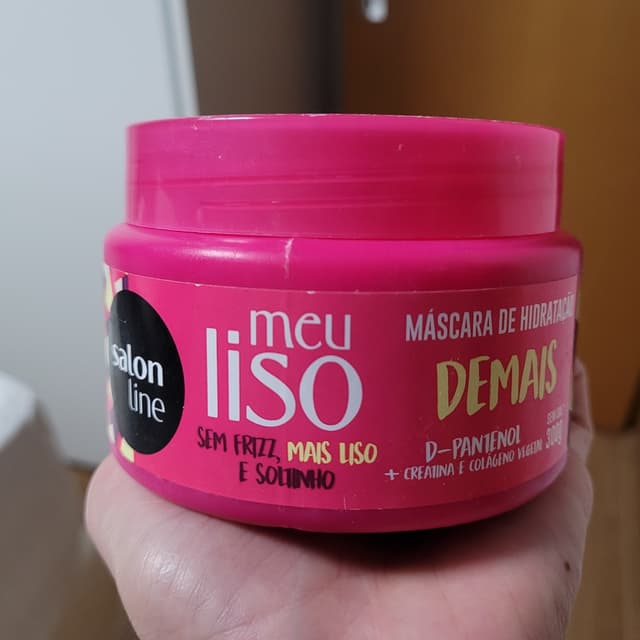 salon
line
meu
liso
SEM FRIZZ, MAIS LISO
E SOLTINHO
MÁSCARA DE HIDRATAÇÃO
DEMAIS
D-PANTENOL
+ CREATINA E COLÁGENO VEGETAL
300g